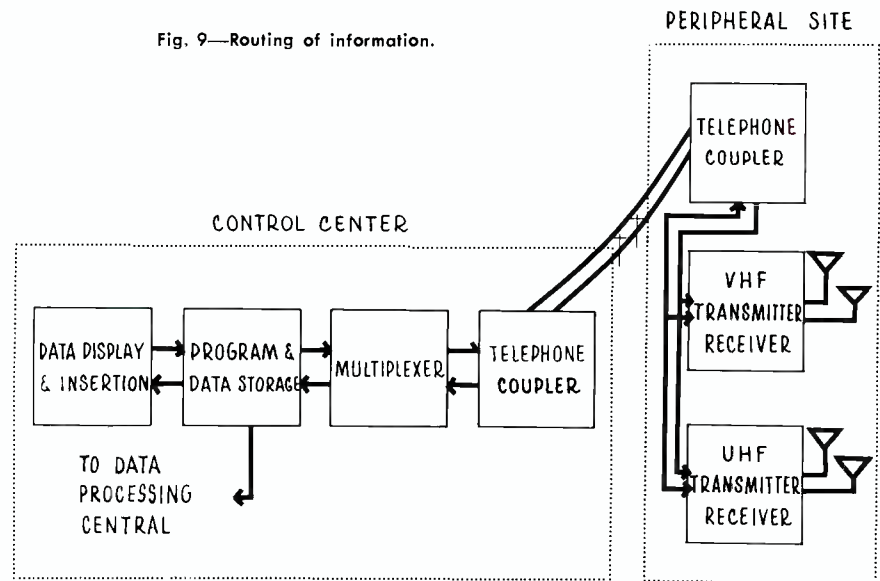 Fig. 9—Routing of information.
PERIPHERAL SITE
TELEPHONE
COUPLER
CONTROL CENTER
VHF
TRANSMITTER
RECEIVER
DATA DISPLAY
& INSERTION
PROGRAM &
DATA STORAGE
MULTIPLEXER
TELEPHONE
COUPLER
UHF
TRANSMITTER
RECEIVER
TO DATA
PROCESSING
CENTRAL